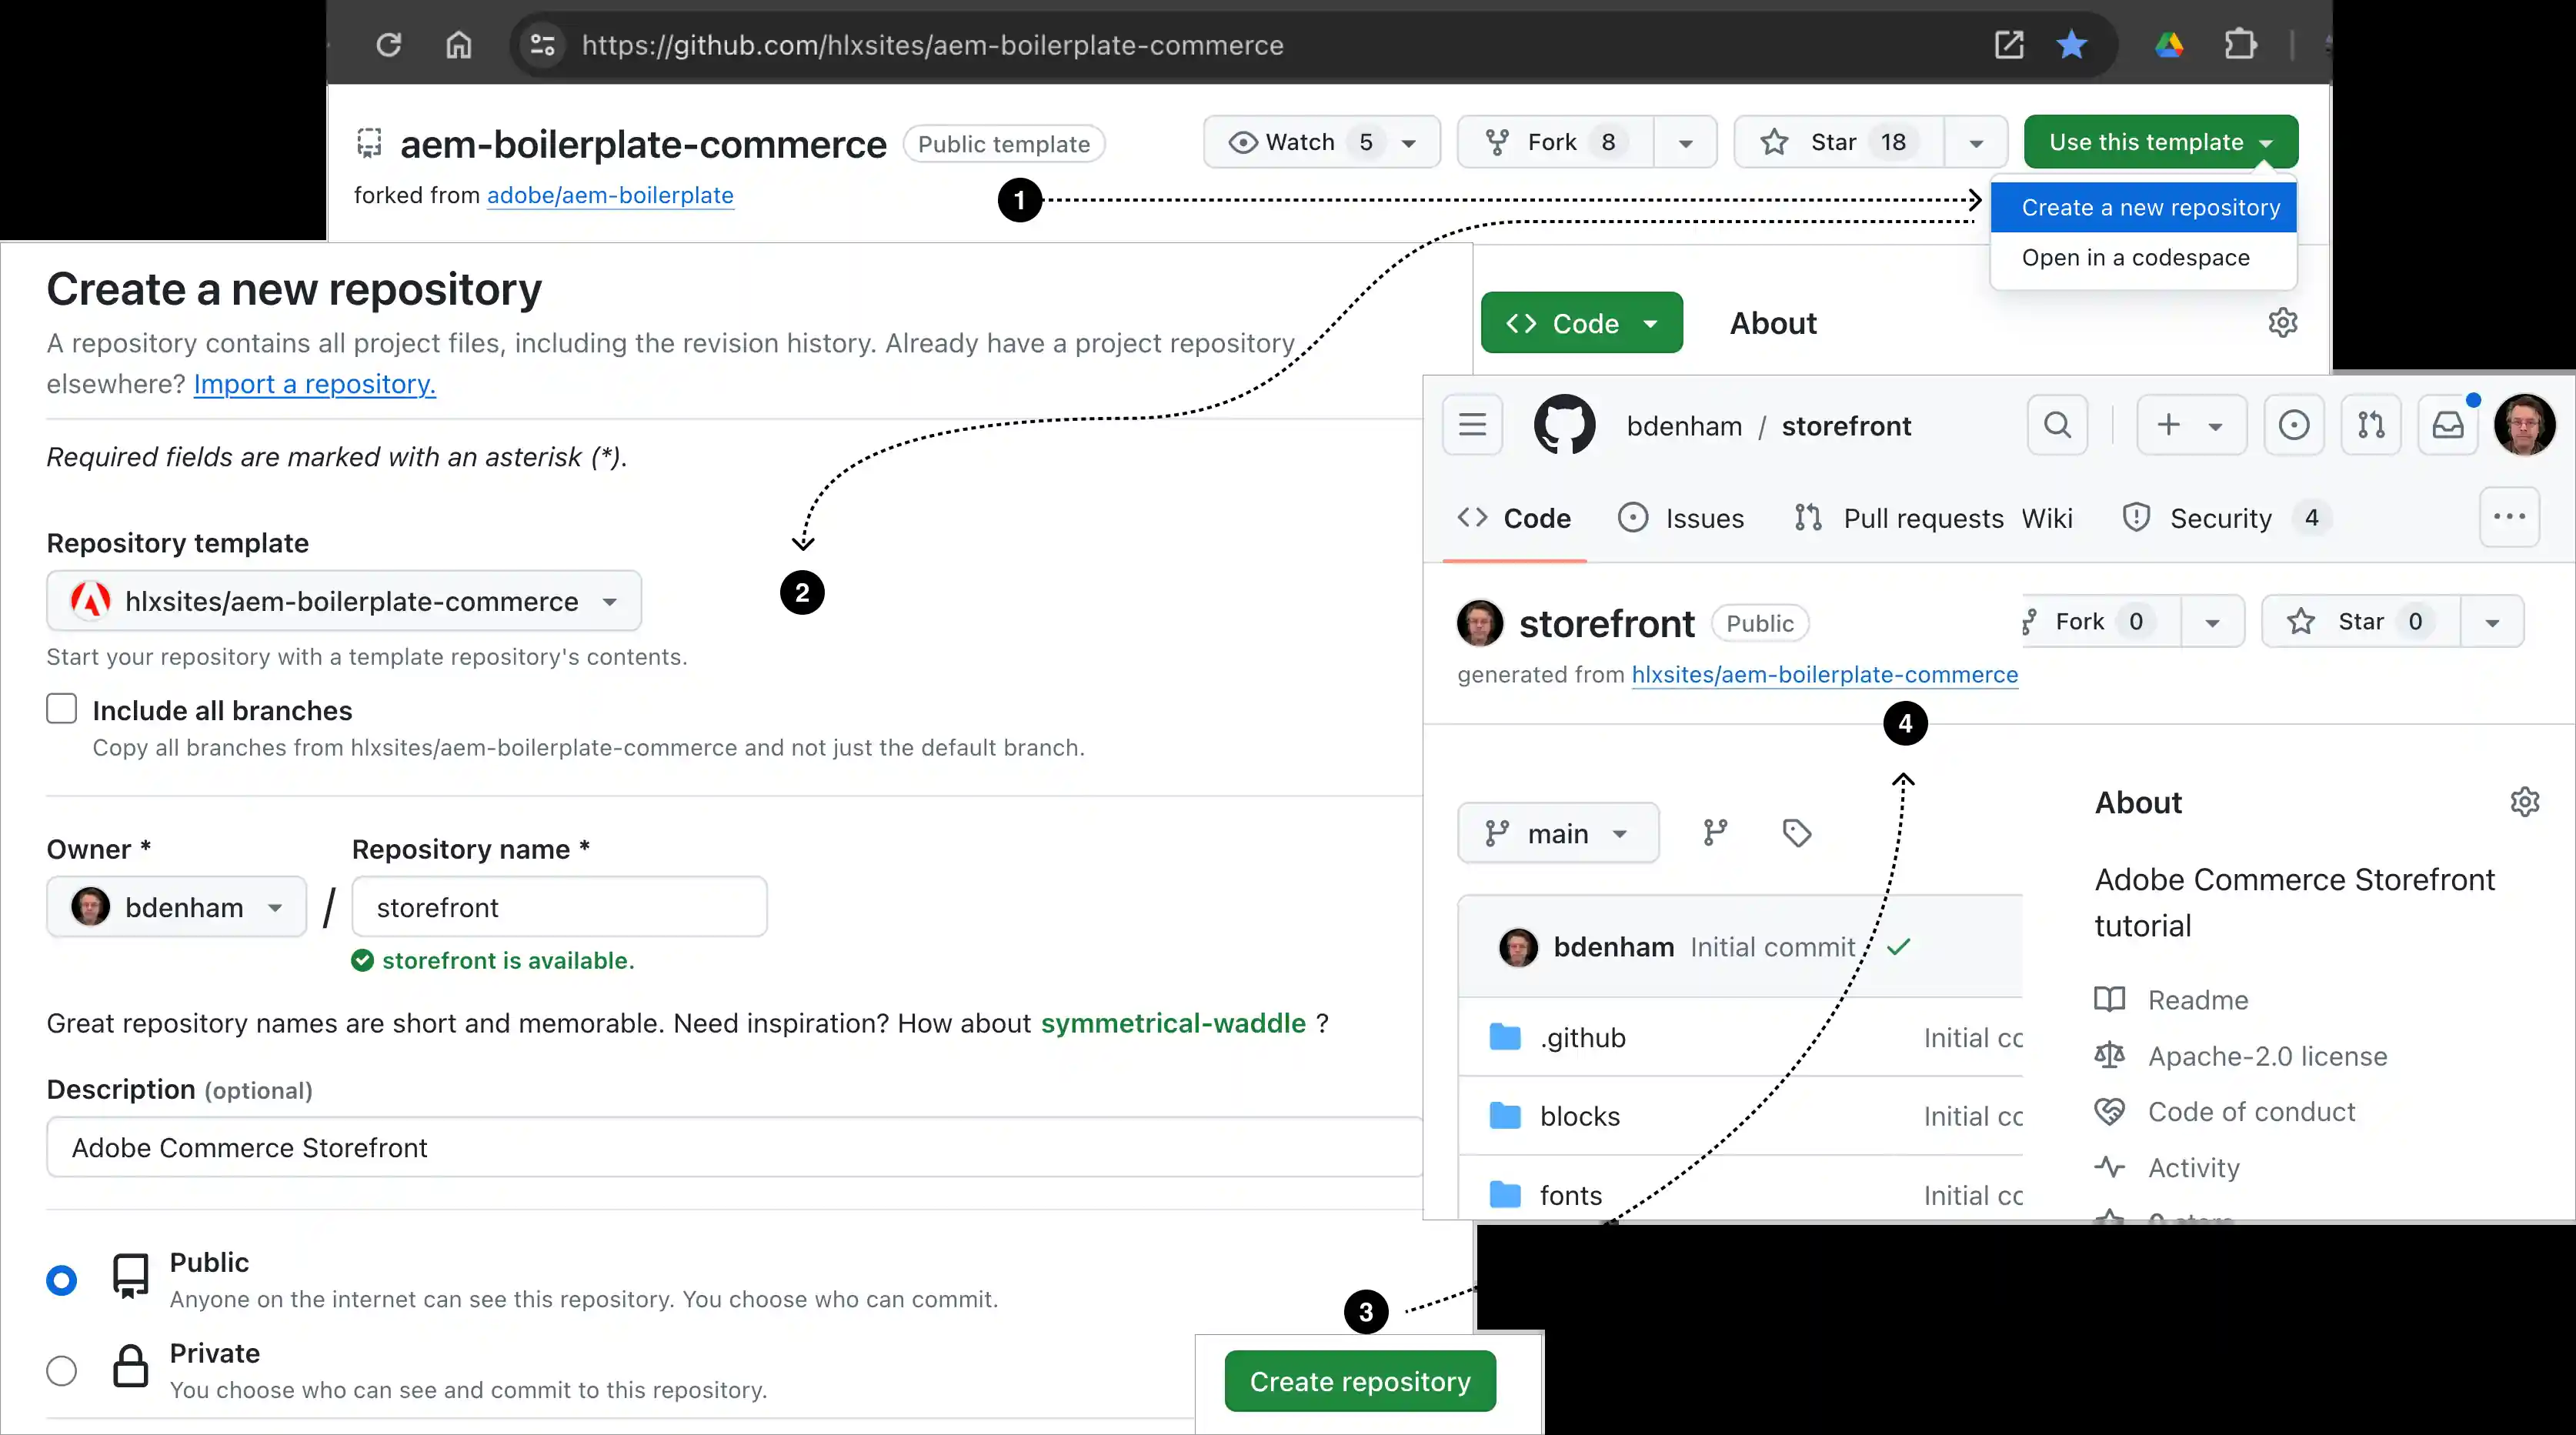 https://github.com/hlxsites/aem-boilerplate-commerce
aem-boilerplate-commerce Public template Watch 5 Fork 8 Star 18 Use this template
forked from adobe/aem-boilerplate
1
Create a new repository
Open in a codespace
Code About
Create a new repository
A repository contains all project files, including the revision history. Already have a project repository
elsewhere? Import a repository.
Required fields are marked with an asterisk (*).
Repository template
hlxsites/aem-boilerplate-commerce
2
Start your repository with a template repository's contents.
Include all branches
Copy all branches from hlxsites/aem-boilerplate-commerce and not just the default branch.
Owner * Repository name *
bdenham / storefront
storefront is available.
Great repository names are short and memorable. Need inspiration? How about symmetrical-waddle ?
Description (optional)
Adobe Commerce Storefront
Public
Anyone on the internet can see this repository. You choose who can commit.
Private
You choose who can see and commit to this repository.
3
Create repository
bdenham / storefront
Code Issues Pull requests Wiki Security 4
storefront Public Fork 0 Star 0
generated from hlxsites/aem-boilerplate-commerce
4
main
bdenham Initial commit
.github Initial
blocks Initial
fonts Initial
About
Adobe Commerce Storefront
tutorial
Readme
Apache-2.0 license
Code of conduct
Activity